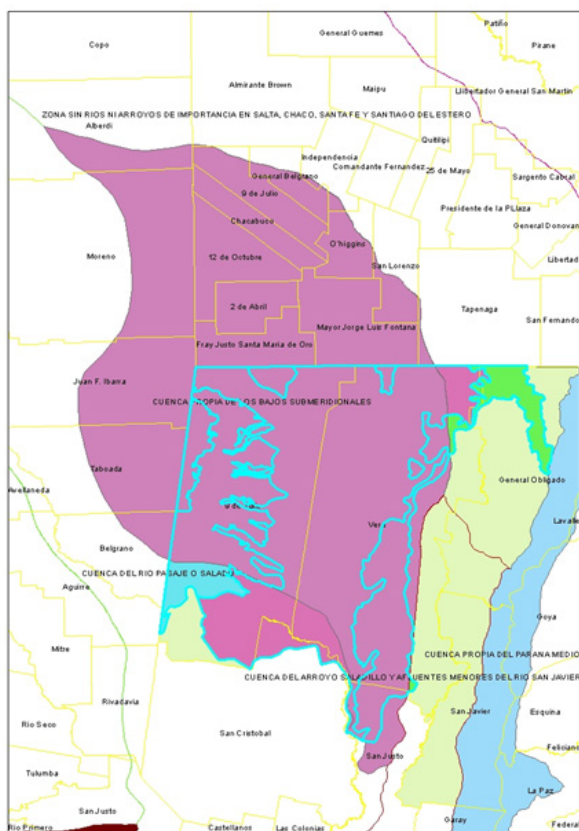 Patiño
General Guemes
Pirane
Copo
Almirante Brown
Maipu
Libertador General San Martin
ZONA SIN RIOS NI ARROYOS DE IMPORTANCIA EN SALTA, CHACO, SANTA FE Y SANTIAGO DEL ESTERO
Alberdi
Quitilipi
Independencia
Comandante Fernandez
25 de Mayo
General Belgrano
Sargento Cabral
9 de Julio
Presidente de la PLlaza
Chacabuco
General Donovan
O'higgins
Moreno
12 de Octubre
San Lorenzo
Libertad
2 de Abril
Tapenaga
San Fernando
Mayor Jorge Luis Fontana
Fray Justo Santa Maria de Oro
Juan F. Ibarra
CUENCA PROPIA DE LOS BAJOS SUBMERIDIONALES
Taboada
General Obligado
Avellaneda
Lavalle
Belgrano
CUENCA DEL RIO PASAJE O SALADO
Aguirre
Goya
Mitre
CUENCA PROPIA DEL PARANA MEDIO
CUENCA DEL ARROYO SALADILLO Y AFLUENTES MENORES DEL RIO SAN JAVIER
Rivadavia
San Javier
Esquina
Rio Seco
San Cristobal
Feliciano
San Justo
Tulumba
La Paz
San Justo
Rio Primero
Castellanos
Las Colonias
Garay
Federal